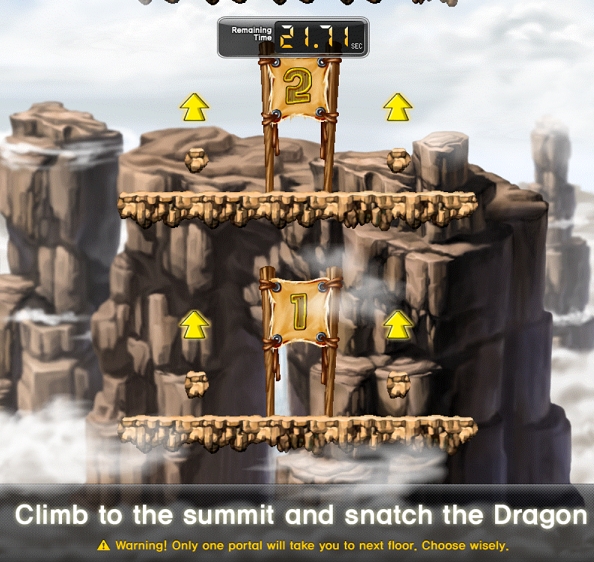 Remaining
Time
21.71 SEC
2
1
Climb to the summit and snatch the Dragon
Warning! Only one portal will take you to next floor. Choose wisely.